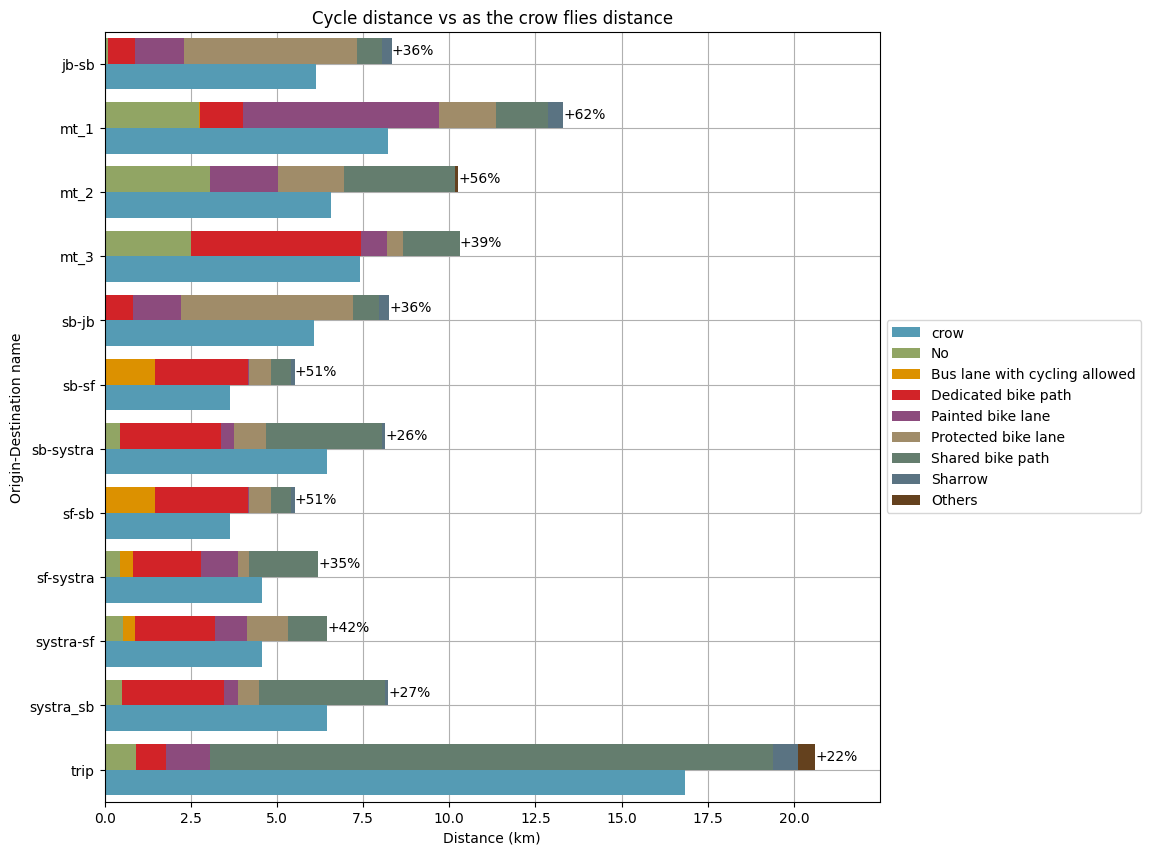 Cycle distance vs as the crow flies distance
Origin-Destination name
jb-sb
+36%
mt_1
+62%
mt_2
+56%
mt_3
+39%
sb-jb
+36%
sb-sf
+51%
sb-systra
+26%
sf-sb
+51%
sf-systra
+35%
systra-sf
+42%
systra_sb
+27%
trip
+22%
0.0 2.5 5.0 7.5 10.0 12.5 15.0 17.5 20.0
Distance (km)
crow
No
Bus lane with cycling allowed
Dedicated bike path
Painted bike lane
Protected bike lane
Shared bike path
Sharrow
Others